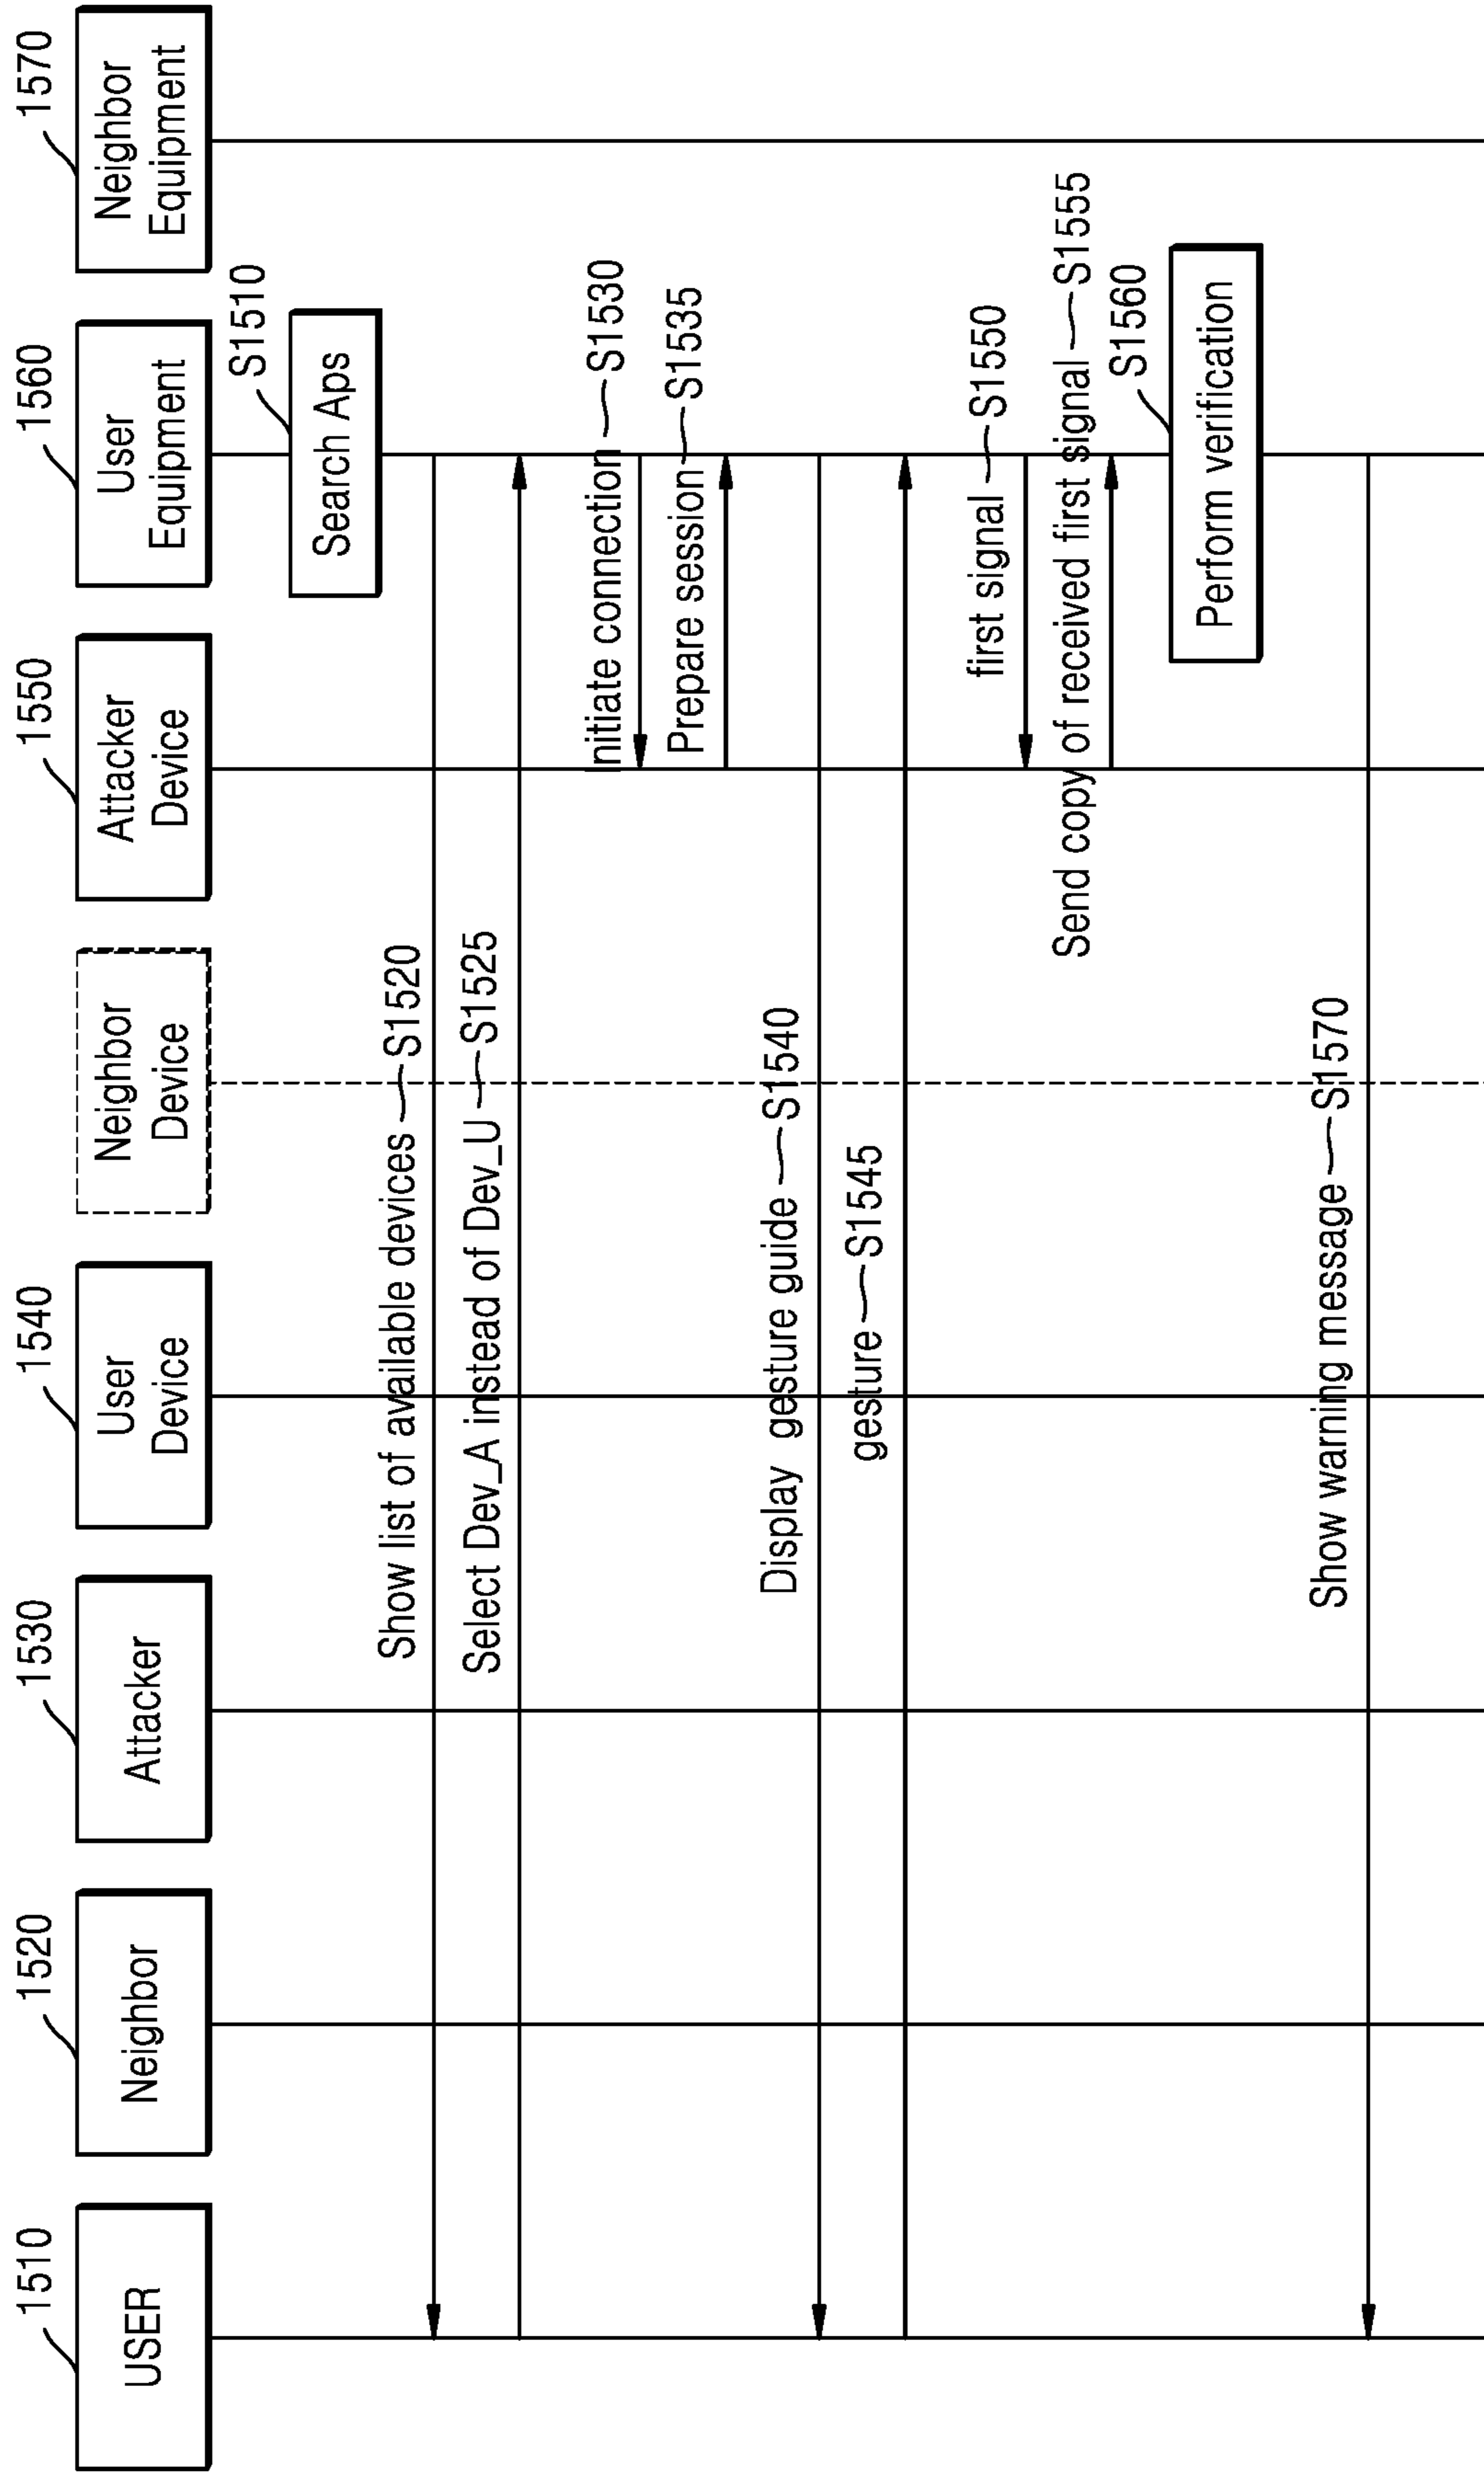 1510
USER
1520
Neighbor
1530
Attacker
1540
User
Device
Neighbor
Device
1550
Attacker
Device
1560
User
Equipment
1570
Neighbor
Equipment
S1510
Search Aps
Show list of available devices S1520
Select Dev_A instead of Dev_U S1525
Initiate connection S1530
Prepare session S1535
Display gesture guide S1540
gesture S1545
first signal S1550
Send copy of received first signal S1555
S1560
Perform verification
Show warning message S1570